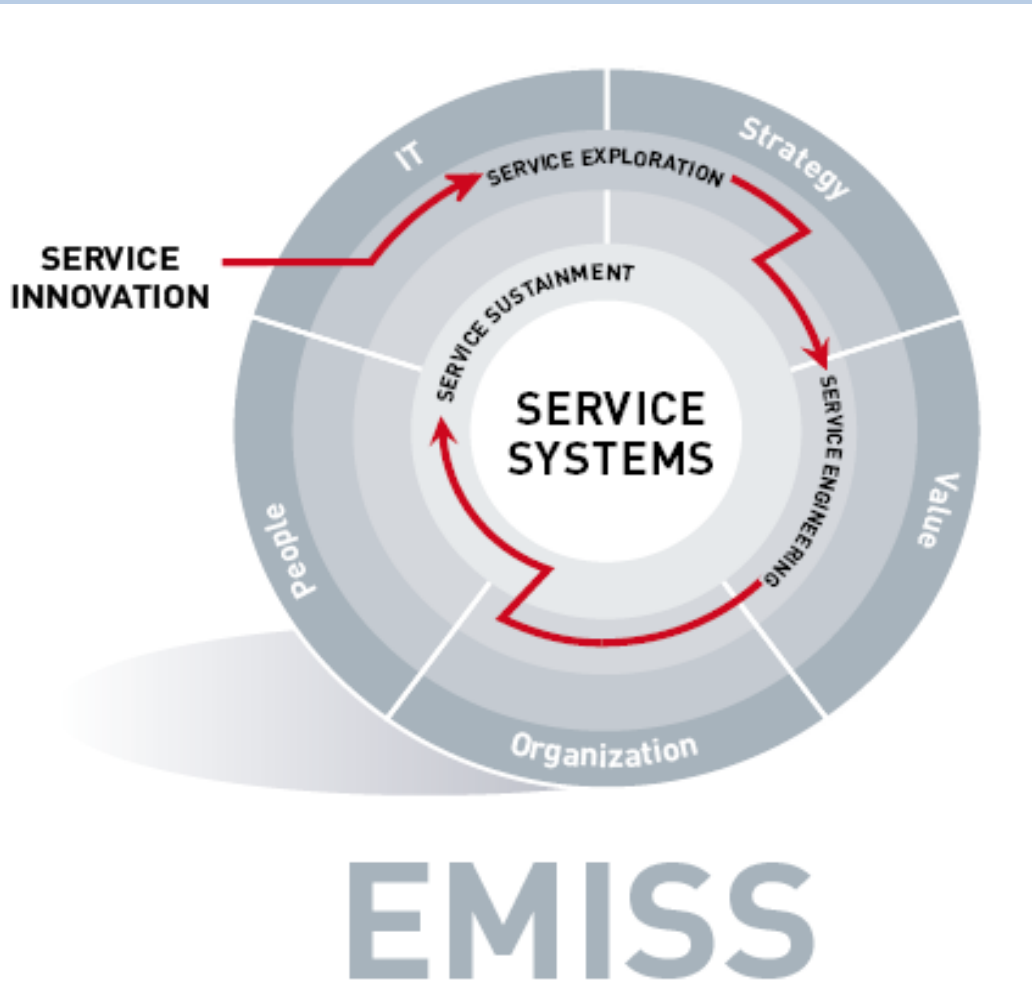 IT
Strategy
SERVICE EXPLORATION
SERVICE
INNOVATION
SERVICE SUSTAINMENT
SERVICE
SYSTEMS
SERVICE ENGINEERING
Value
People
Organization
EMISS